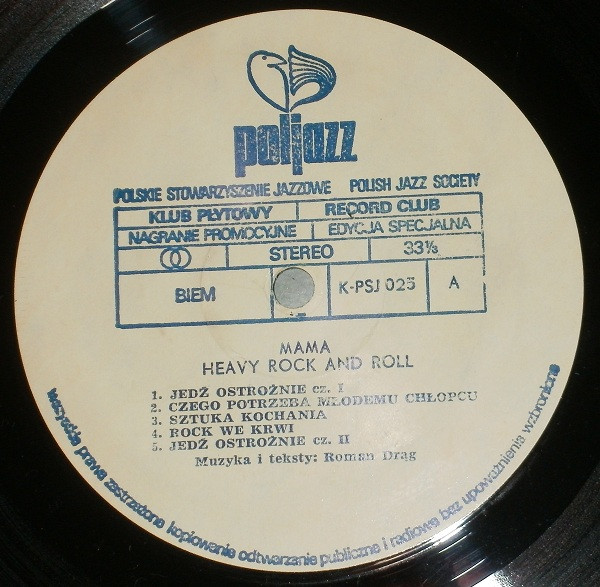 poljazz
POLSKIE STOWARZYSZENIE JAZZOWE POLISH JAZZ SOCIETY
KLUB PŁYTOWY RECORD CLUB
NAGRANIE PROMOCYJNE EDYCJA SPECJALNA
STEREO 33⅓
BIEM K-PSJ 025 A
MAMA
HEAVY ROCK AND ROLL
1. JEDŹ OSTROŻNIE cz. I
2. CZEGO POTRZEBA MŁODEMU CHŁOPCU
3. SZTUKA KOCHANIA
4. ROCK WE KRWI
5. JEDŹ OSTROŻNIE cz. II
Muzyka i teksty: Roman Drąg
wszystkie prawa zastrzeżone kopiowanie odtwarzanie publiczne i radiowe bez upoważnienia wzbronione